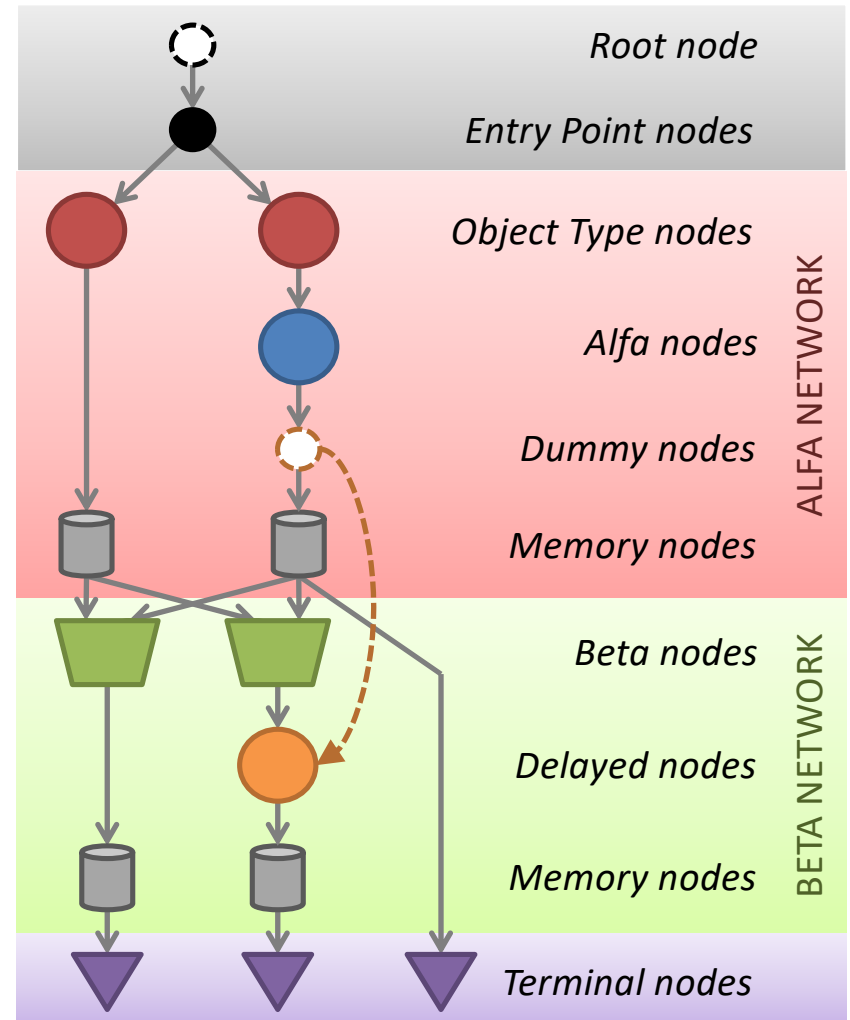 Root node
Entry Point nodes
Object Type nodes
Alfa nodes
Dummy nodes
Memory nodes
ALFA NETWORK
Beta nodes
Delayed nodes
Memory nodes
BETA NETWORK
Terminal nodes